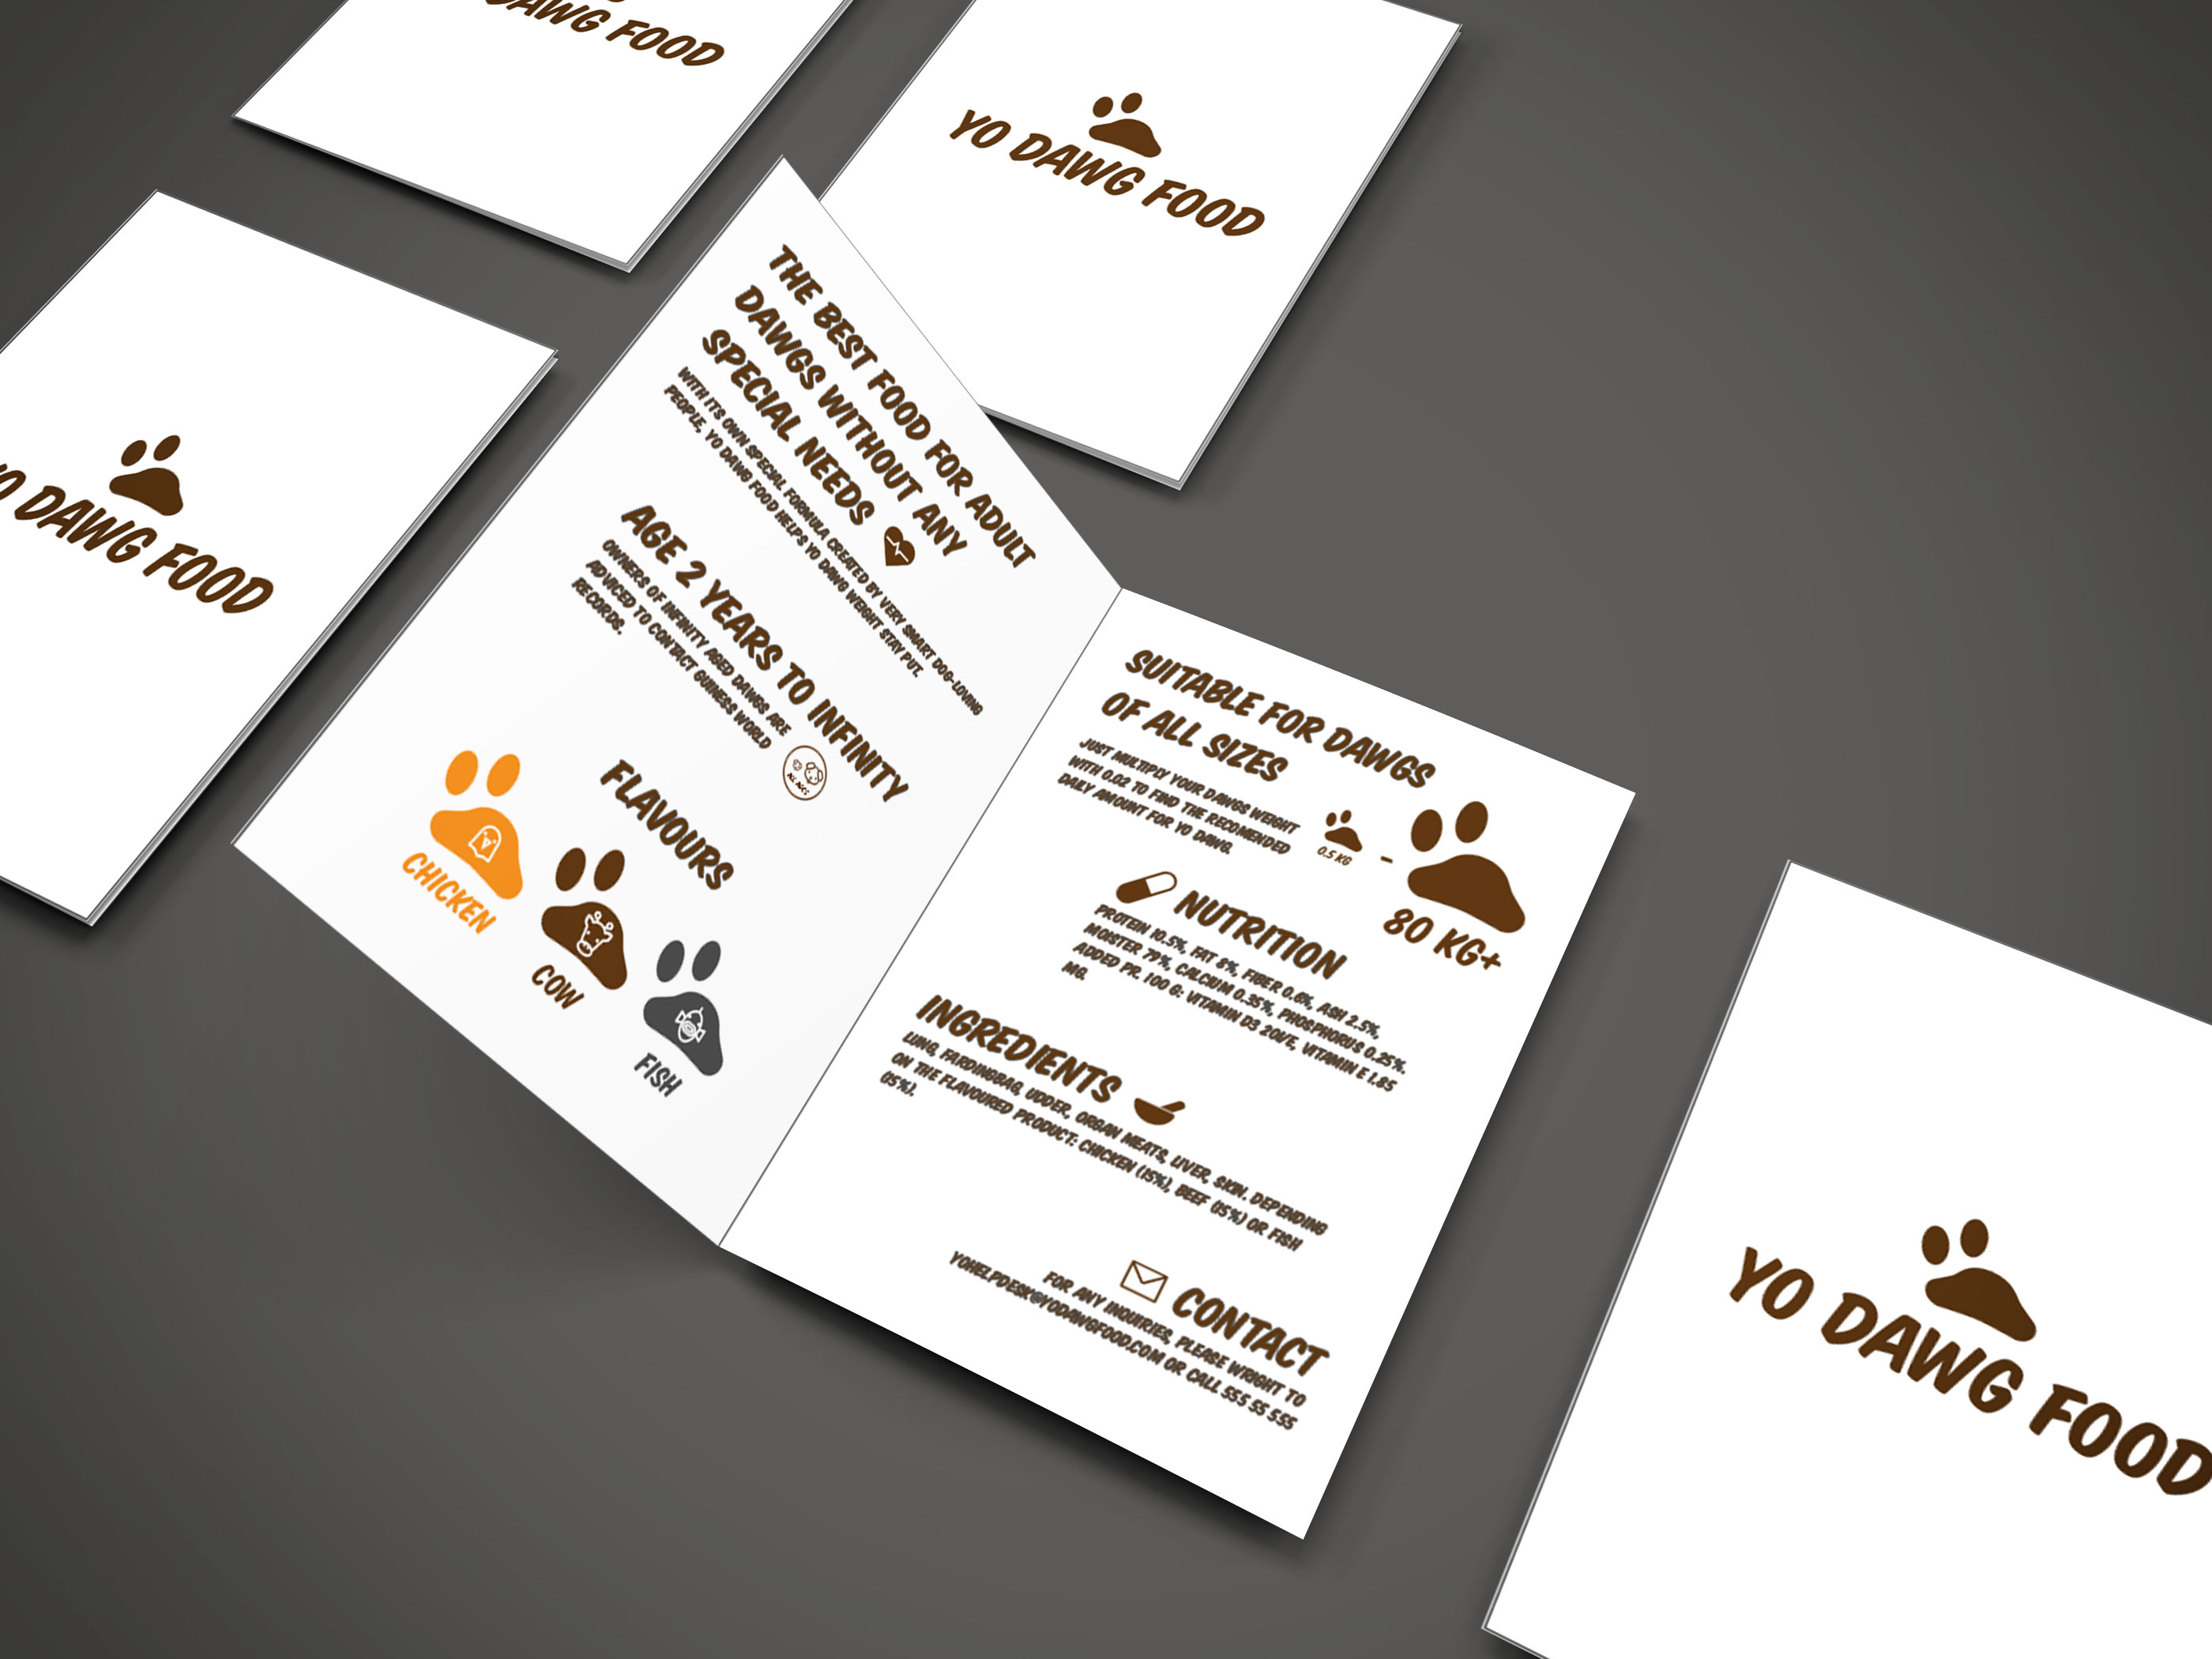 DAWG FOOD
YO DAWG FOOD
YO DAWG FOOD
THE BEST FOOD FOR ADULT
DAWGS WITHOUT ANY
SPECIAL NEEDS
WITH ITS OWN SPECIAL FORMULA CREATED BY VERY SMART DOG-LOVING
PEOPLE, YO DAWG FOOD HELPS YO DAWG WEIGHT STAY PUT.
AGE 2 YEARS TO INFINITY
OWNERS OF INFINITY AGED DAWGS ARE
ADVICED TO CONTACT GUINESS WORLD
RECORDS.
ALL AGES
FLAVOURS
CHICKEN
COW
FISH
SUITABLE FOR DAWGS
OF ALL SIZES
JUST MULTIPLY YOUR DAWGS WEIGHT
WITH 0.02 TO FIND THE RECOMENDED
DAILY AMOUNT FOR YO DAWG.
0.5 KG
-
80 KG+
NUTRITION
PROTEIN 10.5%, FAT 8%, FIBER 0.6%, ASH 2.5%,
MOISTER 79%, CALCIUM 0.35%, PHOSPHORUS 0.25%.
ADDED PR. 100 G: VITAMIN D3 20I/E, VITAMIN E 1.85
MG.
INGREDIENTS
LUNG, FARDINGBAG, UDDER, ORGAN MEATS, LIVER, SKIN. DEPENDING
ON THE FLAVOURED PRODUCT: CHICKEN (15%), BEEF (15%) OR FISH
(15%).
CONTACT
FOR ANY INQUIRIES, PLEASE WRIGHT TO
YOHELPDESK@YODAWGFOOD.COM OR CALL 555 55 555
YO DAWG FOOD